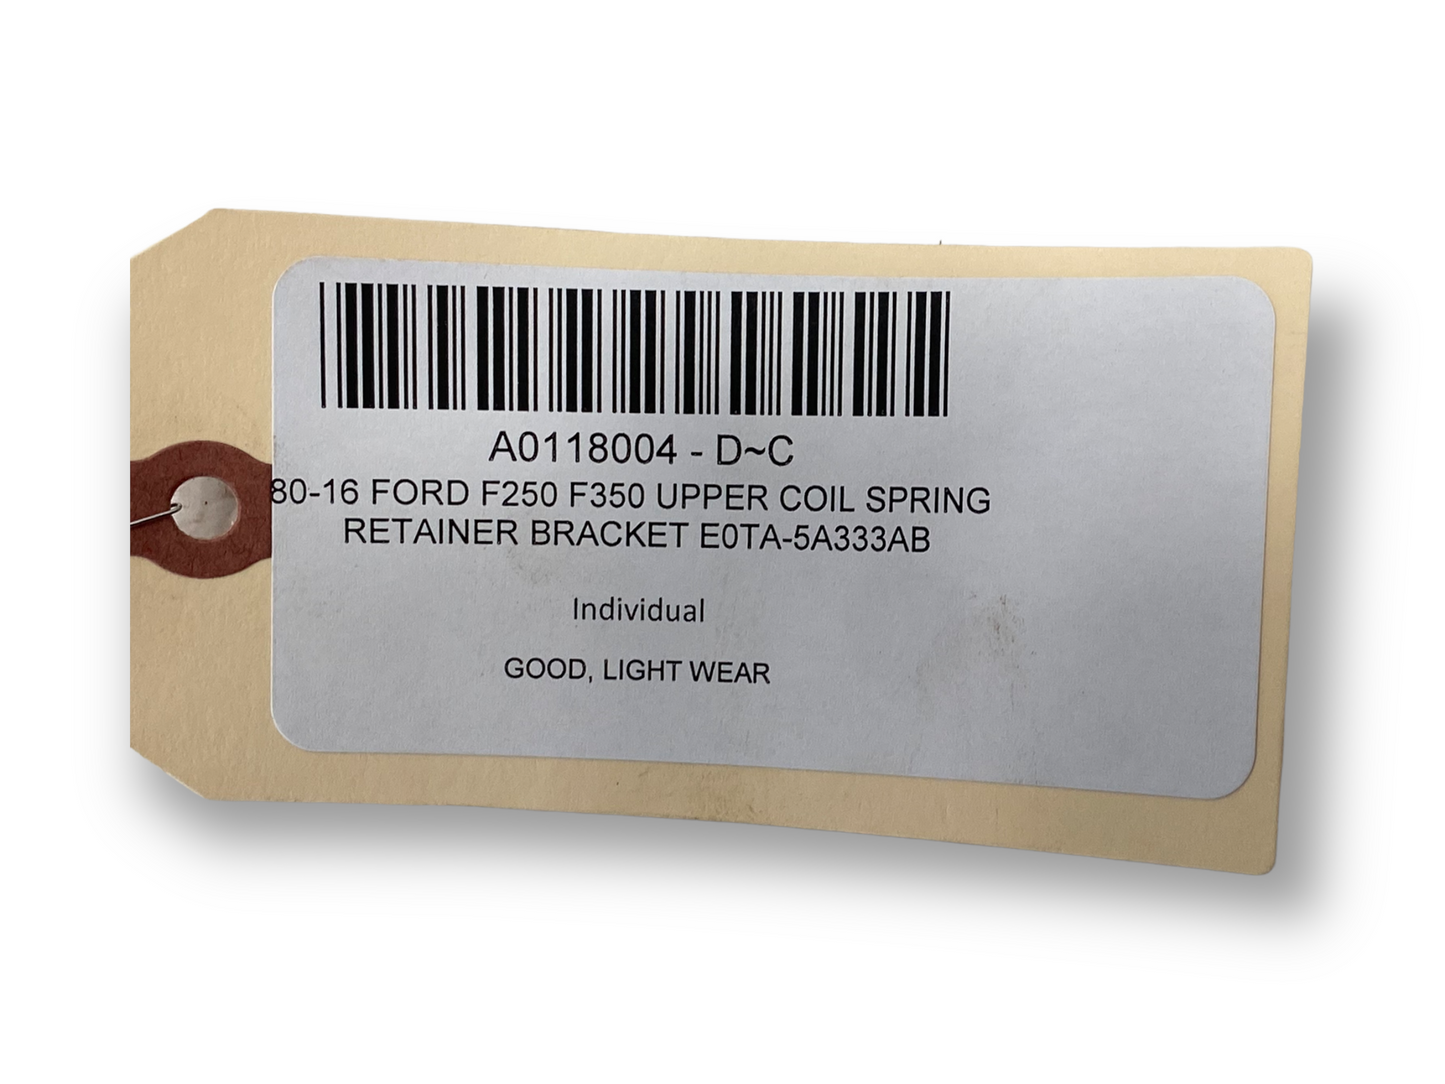 A0118004 - D~C
80-16 FORD F250 F350 UPPER COIL SPRING
RETAINER BRACKET E0TA-5A333AB
Individual
GOOD, LIGHT WEAR